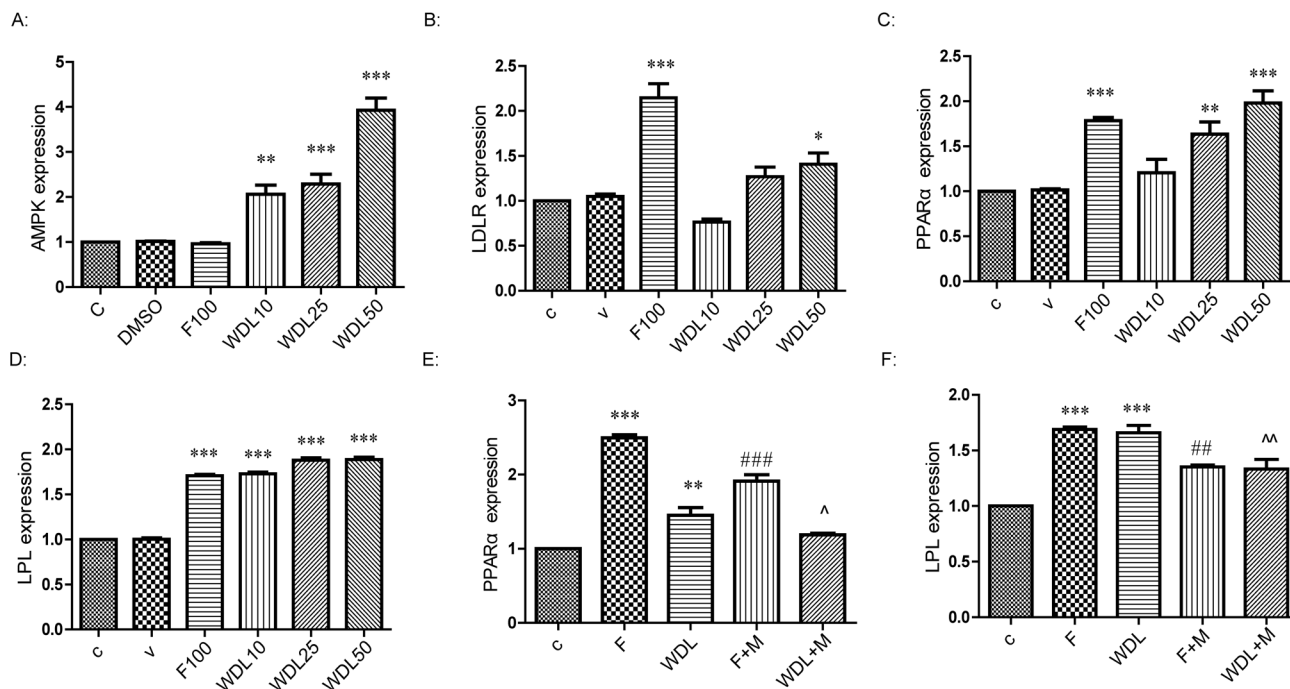 A:
AMPK expression
5
4
3
2
1
0
**
***
***
C
DMSO
F100
WDL10
WDL25
WDL50
B:
LDLR expression
2.5
2.0
1.5
1.0
0.5
0.0
***
*
c
v
F100
WDL10
WDL25
WDL50
C:
PPARα expression
2.5
2.0
1.5
1.0
0.5
0.0
***
**
***
c
v
F100
WDL10
WDL25
WDL50
D:
LPL expression
2.5
2.0
1.5
1.0
0.5
0.0
***
***
***
***
c
v
F100
WDL10
WDL25
WDL50
E:
PPARα expression
3
2
1
0
***
**
###
^
c
F
WDL
F+M
WDL+M
F:
LPL expression
2.0
1.5
1.0
0.5
0.0
***
***
##
^^
c
F
WDL
F+M
WDL+M